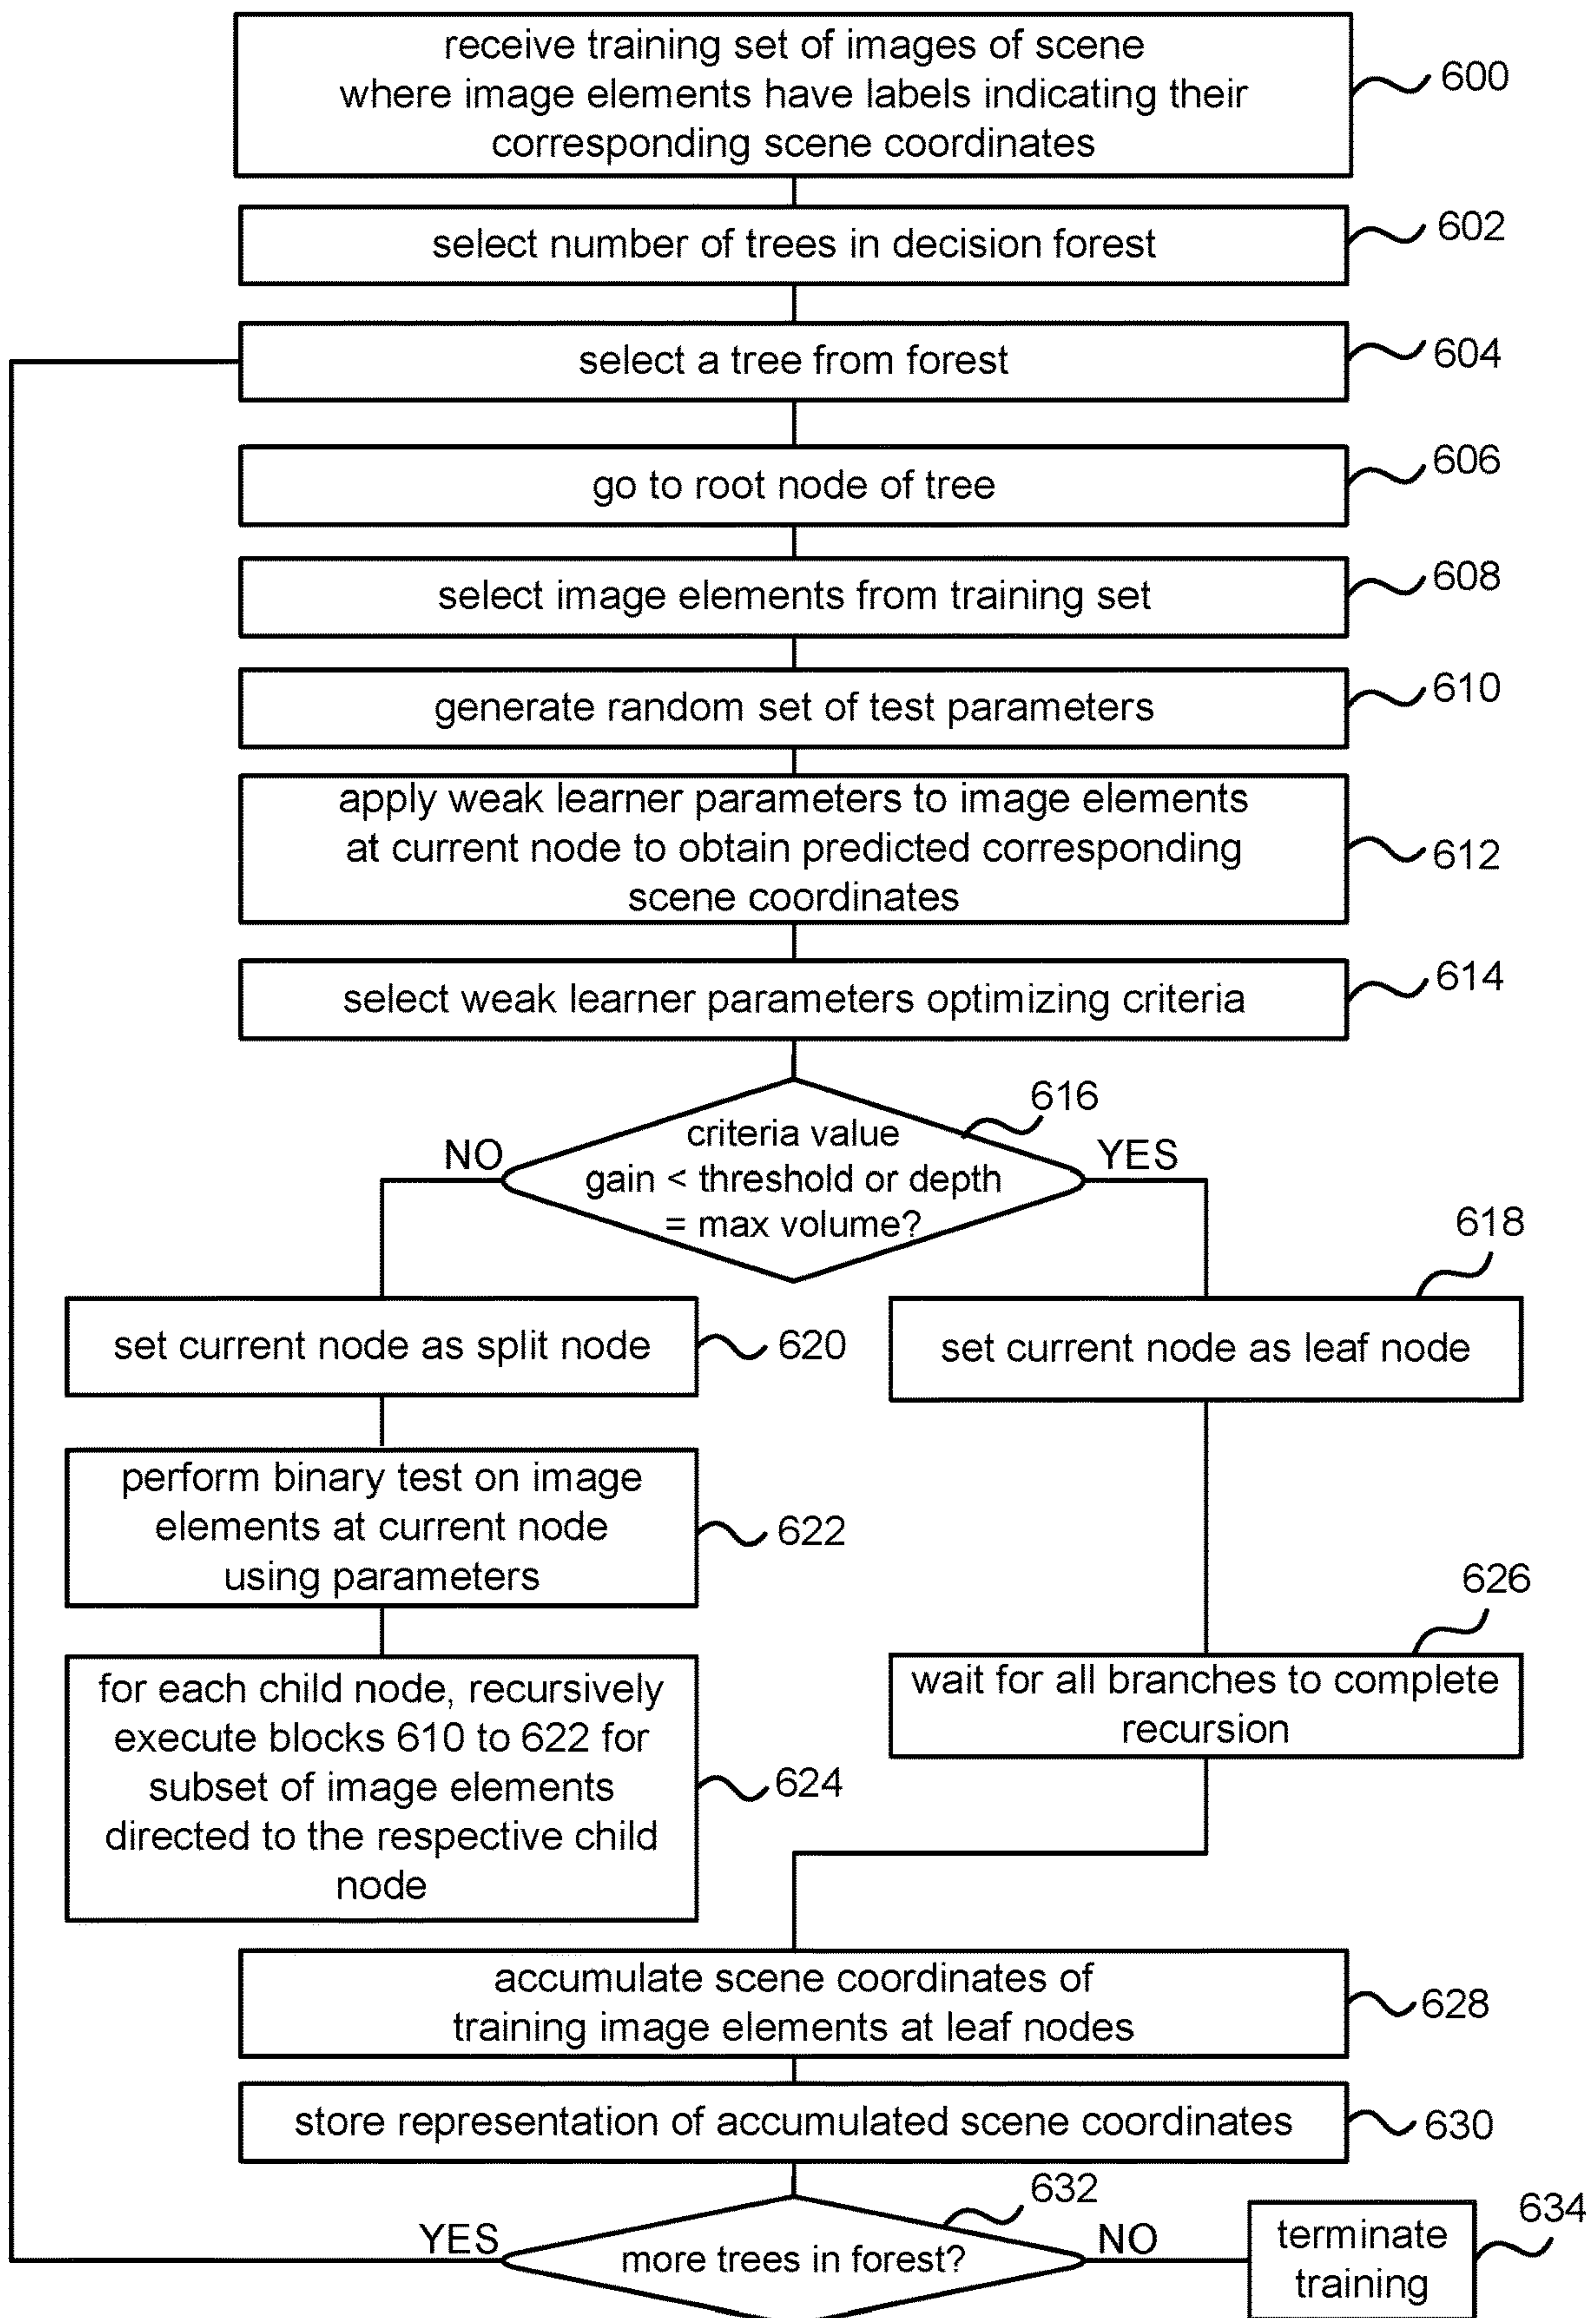 receive training set of images of scene
where image elements have labels indicating their
corresponding scene coordinates
600
select number of trees in decision forest
602
select a tree from forest
604
go to root node of tree
606
select image elements from training set
608
generate random set of test parameters
610
apply weak learner parameters to image elements
at current node to obtain predicted corresponding
scene coordinates
612
select weak learner parameters optimizing criteria
614
616
criteria value
gain < threshold or depth
= max volume?
NO
YES
618
set current node as split node
620
set current node as leaf node
perform binary test on image
elements at current node
using parameters
622
626
for each child node, recursively
execute blocks 610 to 622 for
subset of image elements
directed to the respective child
node
624
wait for all branches to complete
recursion
accumulate scene coordinates of
training image elements at leaf nodes
628
store representation of accumulated scene coordinates
630
632
YES
more trees in forest?
NO
terminate
training
634